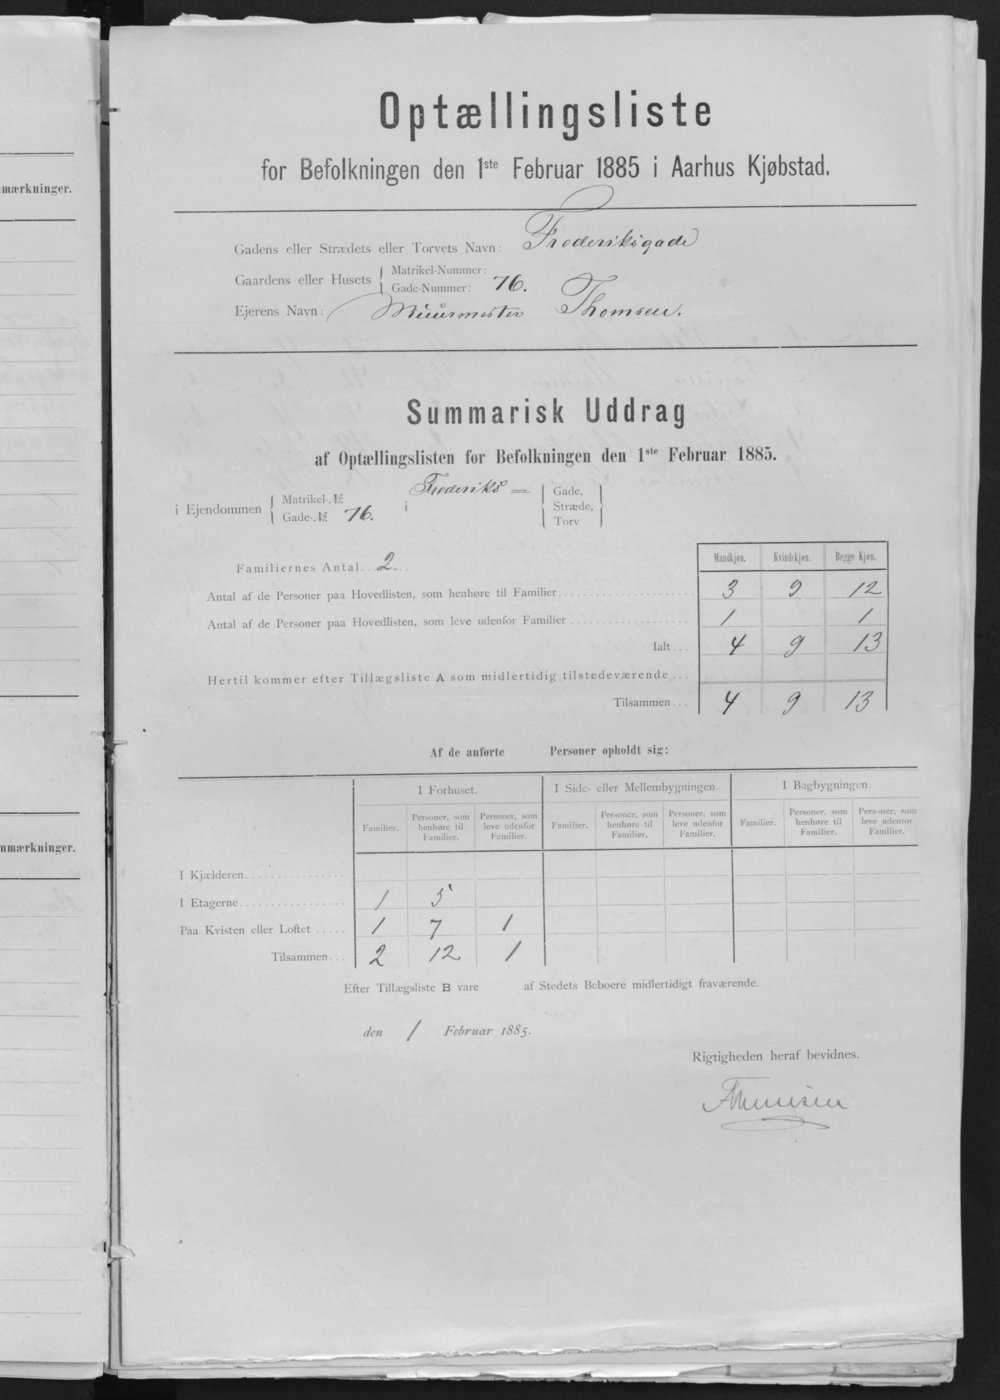 mærkninger.
nmærkninger.
Optællingsliste
for Befolkningen den 1ste Februar 1885 i Aarhus Kjøbstad.
Gadens eller Strædets eller Torvets Navn: Frederiksgade
Gaardens eller Husets { Matrikel-Nummer:
Gade-Nummer: 76.
Ejerens Navn: Muurmester Thomsen.
Summarisk Uddrag
af Optællingslisten for Befolkningen den 1ste Februar 1885.
i Ejendommen { Matrikel-№ i Frederiks = { Gade, }
Gade-№ 76. Stræde,
Torv
Mandkjøn. Kvindekjøn. Begge Kjøn.
Familiernes Antal 2
Antal af de Personer paa Hovedlisten, som henhøre til Familier 3 9 12
Antal af de Personer paa Hovedlisten, som leve udenfor Familier 1 1
Ialt 4 9 13
Hertil kommer efter Tillægsliste A som midlertidig tilstedeværende
Tilsammen 4 9 13
Af de anførte Personer opholdt sig:
I Forhuset. I Side- eller Mellembygningen. I Bagbygningen.
Familier. Personer, som henhøre til Familier. Personer, som leve udenfor Familier. Familier. Personer, som henhøre til Familier. Personer, som leve udenfor Familier. Familier. Personer, som henhøre til Familier. Personer, som leve udenfor Familier.
I Kjælderen
I Etagerne 1 5
Paa Kvisten eller Loftet 1 7 1
Tilsammen 2 12 1
Efter Tillægsliste B vare af Stedets Beboere midlertidigt fraværende.
den 1 Februar 1885.
Rigtigheden heraf bevidnes.